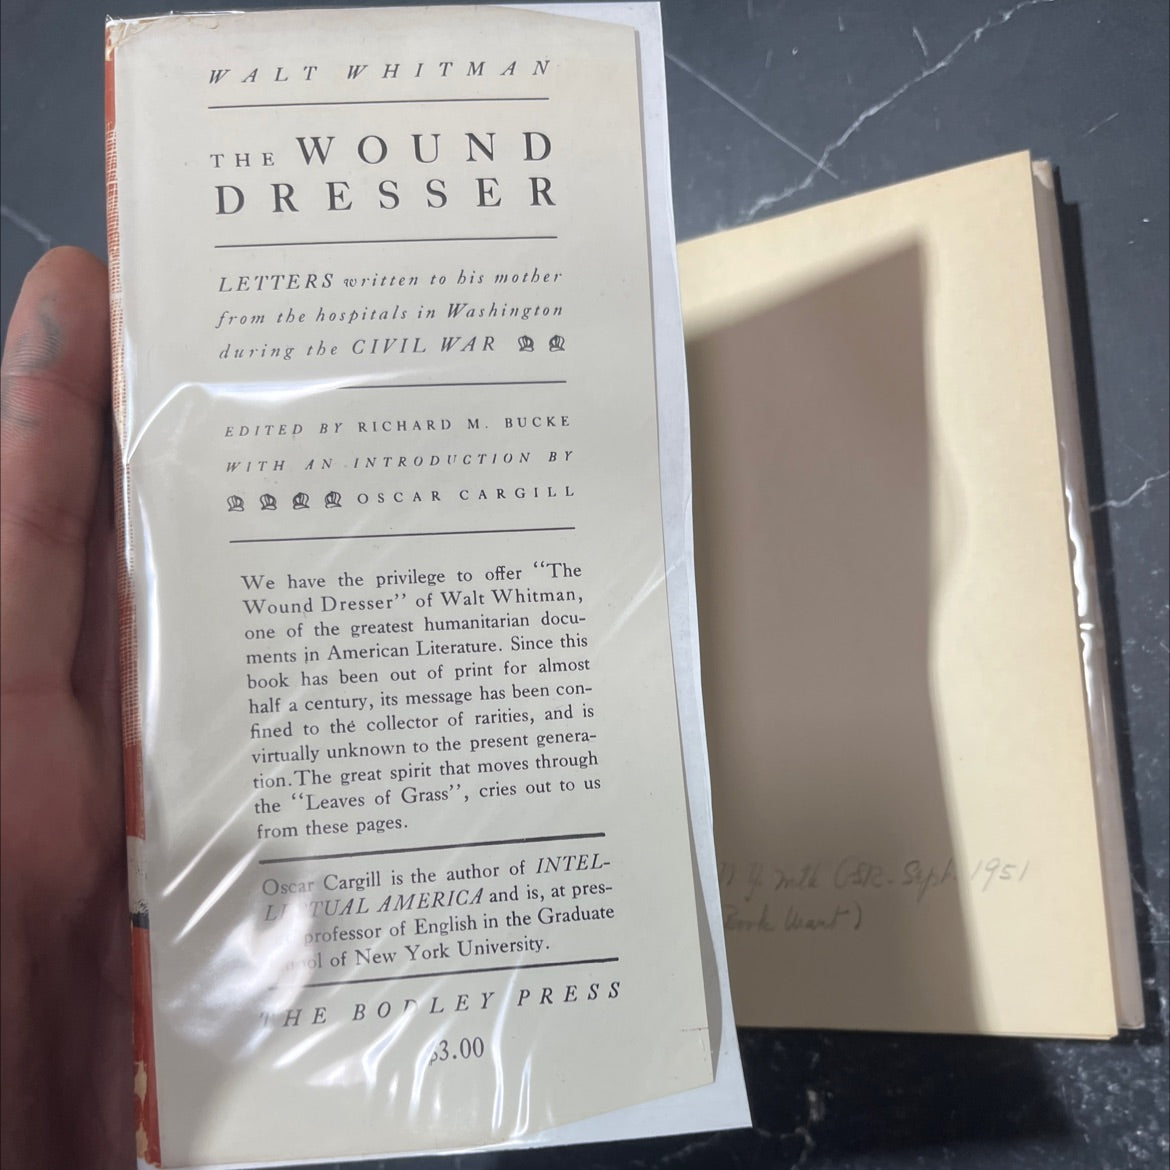 WALT WHITMAN
THE WOUND
DRESSER
LETTERS written to his mother
from the hospitals in Washington
during the CIVIL WAR
EDITED BY RICHARD M. BUCKE
WITH AN INTRODUCTION BY
OSCAR CARGILL
We have the privilege to offer “The
Wound Dresser” of Walt Whitman,
one of the greatest humanitarian docu-
ments in American Literature. Since this
book has been out of print for almost
half a century, its message has been con-
fined to the collector of rarities, and is
virtually unknown to the present genera-
tion. The great spirit that moves through
the “Leaves of Grass”, cries out to us
from these pages.
Oscar Cargill is the author of INTEL-
LECTUAL AMERICA and is, at pres-
professor of English in the Graduate
of New York University.
THE BODLEY PRESS
$3.00
Sept. 1951
Book